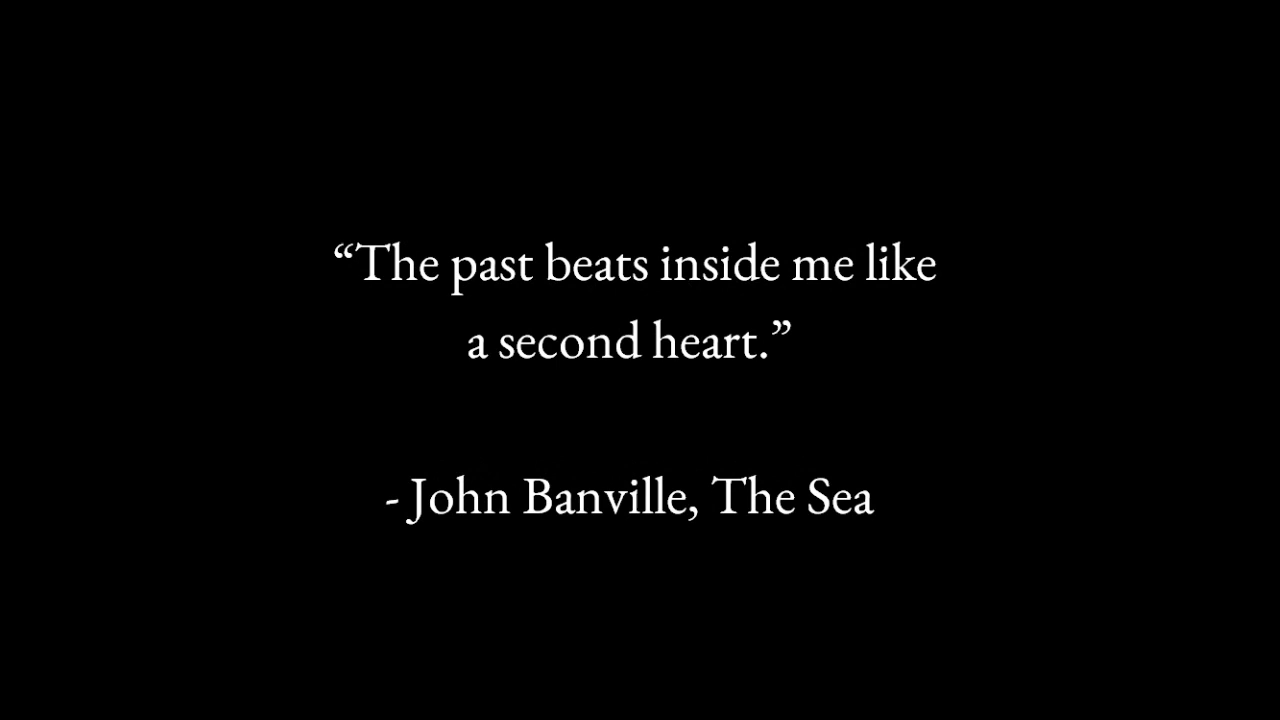 “The past beats inside me like
a second heart.”
- John Banville, The Sea